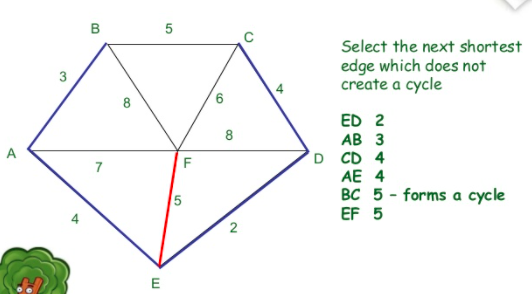 B
5
C
3
8
6
4
8
A
7
F
D
5
4
2
E
Select the next shortest
edge which does not
create a cycle
ED 2
AB 3
CD 4
AE 4
BC 5 - forms a cycle
EF 5